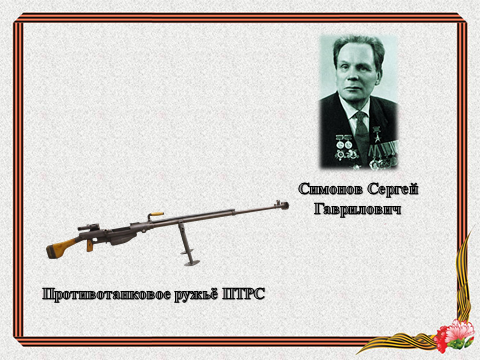 Симонов Сергей
Гаврилович
Противотанковое ружьё ПТРС